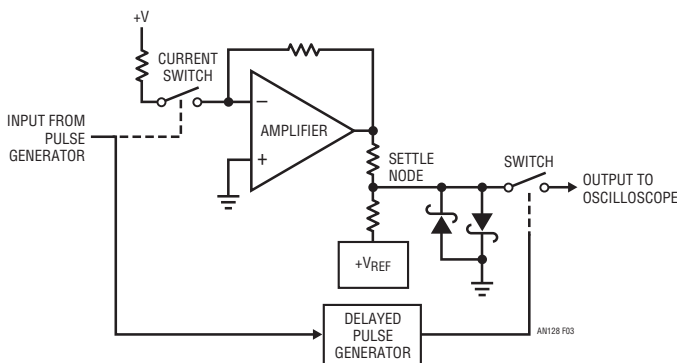 +V
CURRENT
SWITCH
INPUT FROM
PULSE
GENERATOR
–
AMPLIFIER
+
SETTLE
NODE
SWITCH
OUTPUT TO
OSCILLOSCOPE
+VREF
DELAYED
PULSE
GENERATOR
AN128 F03